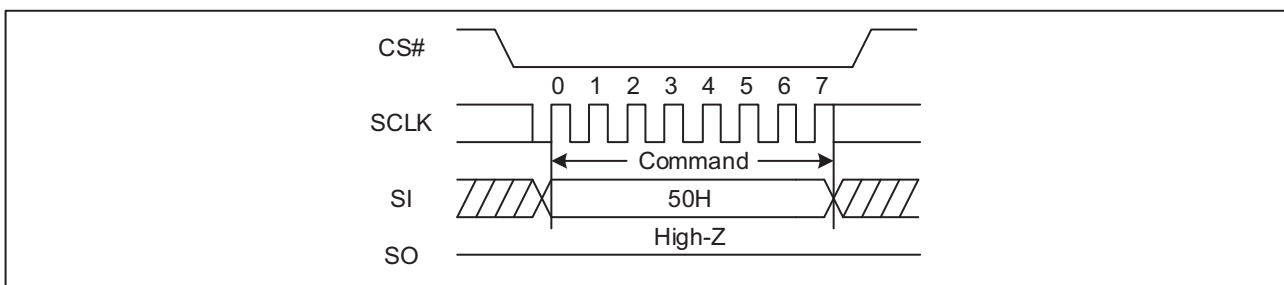 CS#
0 1 2 3 4 5 6 7
SCLK
Command
SI
50H
High-Z
SO